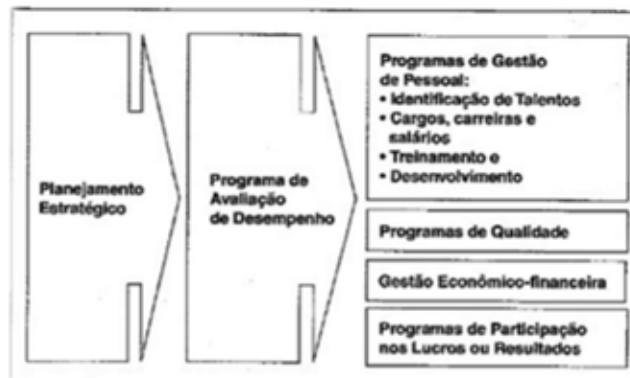 Planejamento
Estratégico
Programa de
Avaliação
de Desempenho
Programas de Gestão
de Pessoal:
• Identificação de Talentos
• Cargos, carreiras e
salários
• Treinamento e
• Desenvolvimento
Programas de Qualidade
Gestão Econômico-financeira
Programas de Participação
nos Lucros ou Resultados